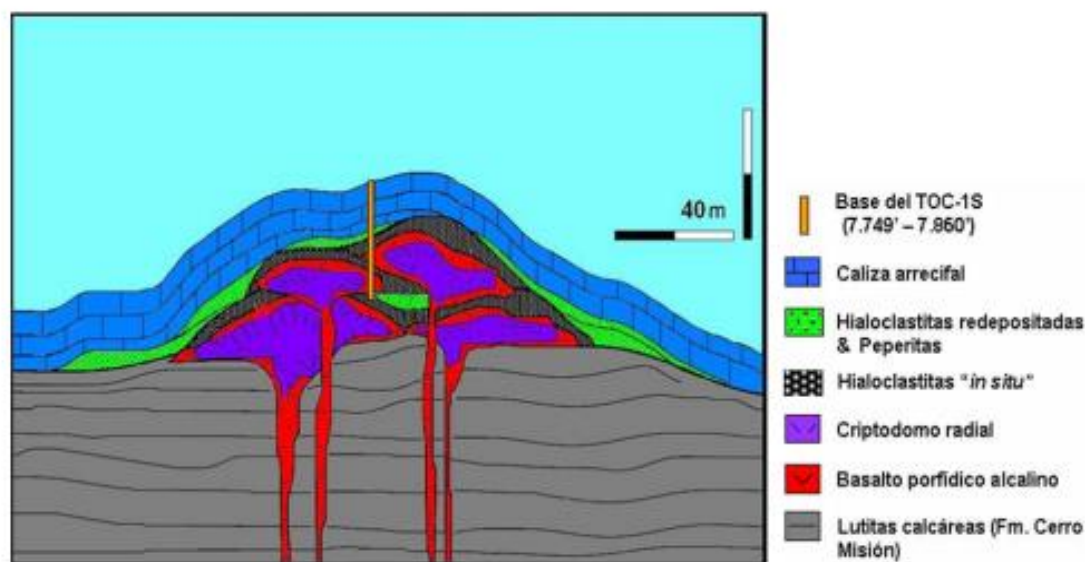 40 m
Base del TOC-1S
(7.749' – 7.860')
Caliza arrecifal
Hialoclastitas redepositadas
& Peperitas
Hialoclastitas "in situ"
Criptodomo radial
Basalto porfídico alcalino
Lutitas calcáreas (Fm. Cerro
Misión)